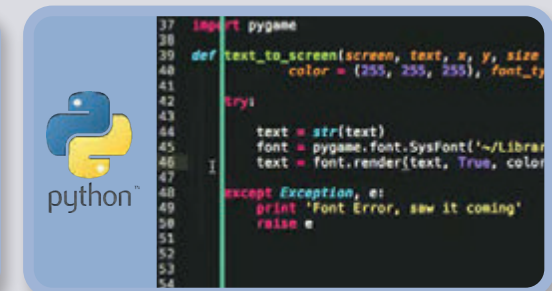 python™
37 import pygame
38
39 def text_to_screen(screen, text, x, y, size
40 color = (255, 255, 255), font_ty
41
42 try:
43
44 text = str(text)
45 font = pygame.font.SysFont('~/Librar
46 text = font.render(text, True, color
47
48 except Exception, e:
49 print 'Font Error, saw it coming'
50 raise e
51
52
53
54